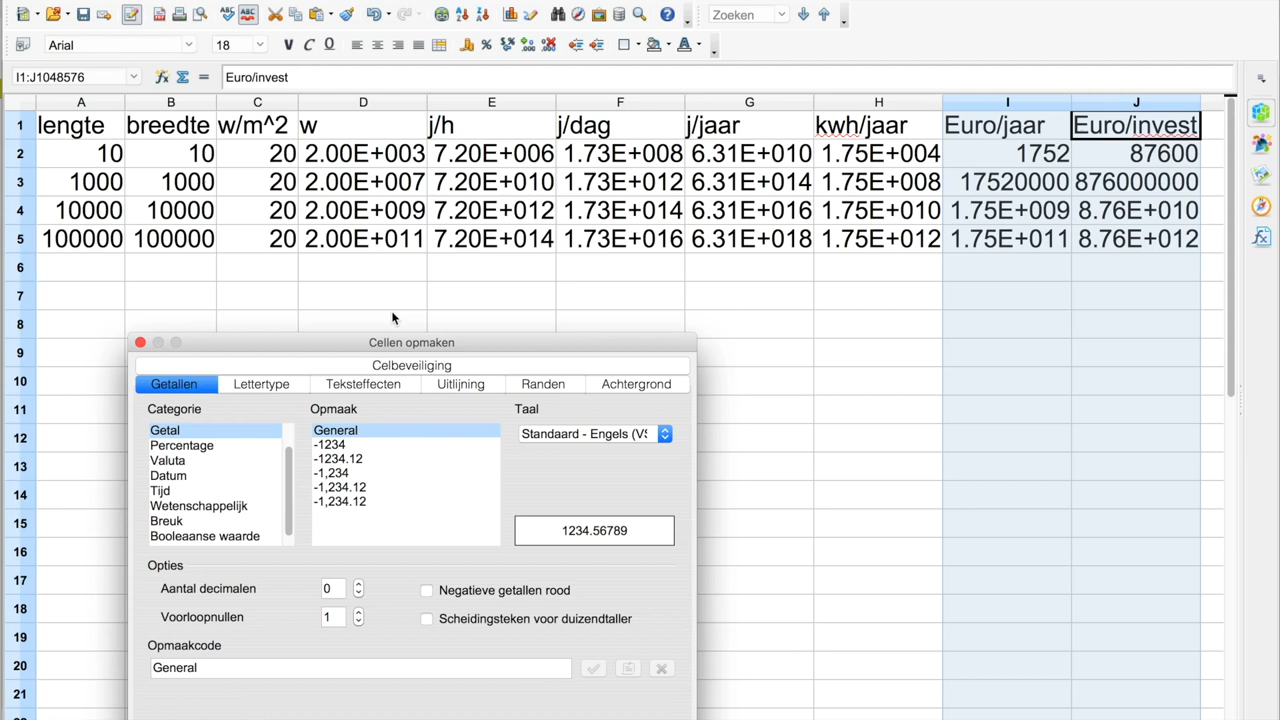 Zoeken
Arial 18
I1:J1048576 Euro/invest
A B C D E F G H I J
1 lengte breedte w/m^2 w j/h j/dag j/jaar kwh/jaar Euro/jaar Euro/invest
2 10 10 20 2.00E+003 7.20E+006 1.73E+008 6.31E+010 1.75E+004 1752 87600
3 1000 1000 20 2.00E+007 7.20E+010 1.73E+012 6.31E+014 1.75E+008 17520000 876000000
4 10000 10000 20 2.00E+009 7.20E+012 1.73E+014 6.31E+016 1.75E+010 1.75E+009 8.76E+010
5 100000 100000 20 2.00E+011 7.20E+014 1.73E+016 6.31E+018 1.75E+012 1.75E+011 8.76E+012
6
7
8
9
10
11
12
13
14
15
16
17
18
19
20
21
Cellen opmaken
Celbeveiliging
Getallen Lettertype Teksteffecten Uitlijning Randen Achtergrond
Categorie Opmaak Taal
Getal General Standaard - Engels (VS
Percentage -1234
Valuta -1234.12
Datum -1,234
Tijd -1,234.12
Wetenschappelijk -1,234.12
Breuk
Booleaanse waarde
1234.56789
Opties
Aantal decimalen 0 Negatieve getallen rood
Voorloopnullen 1 Scheidingsteken voor duizendtaller
Opmaakcode
General